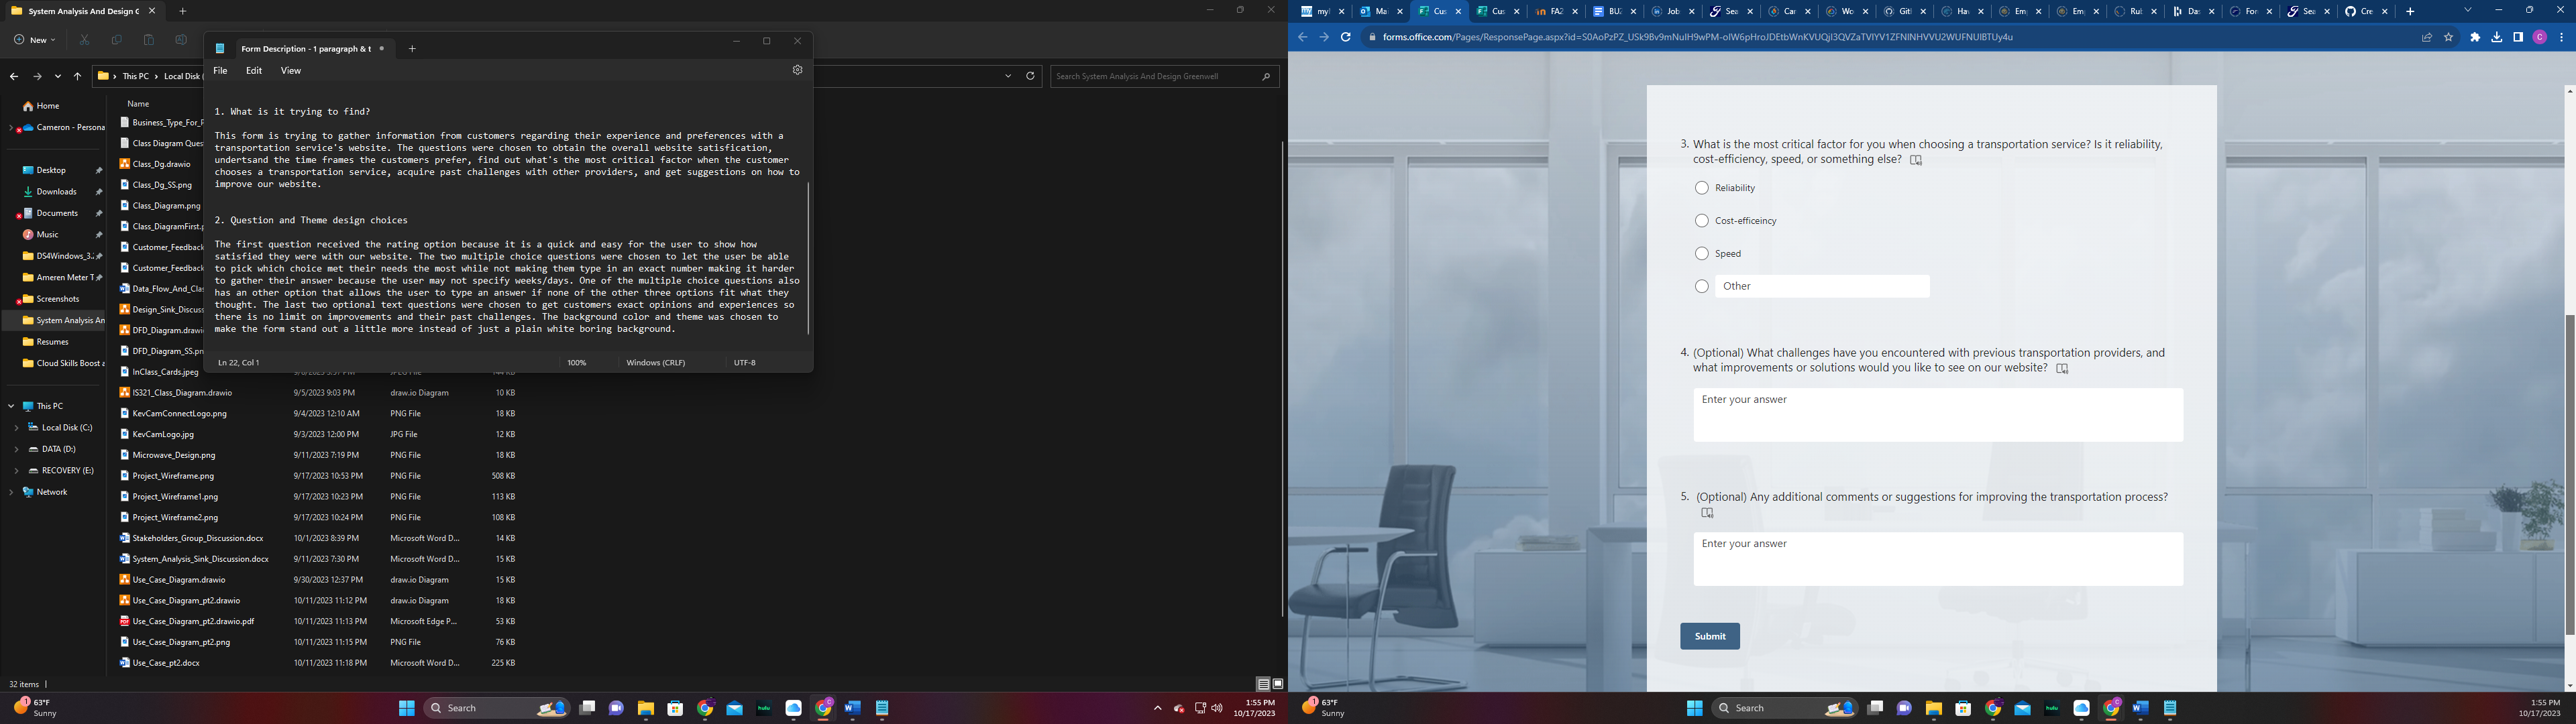 System Analysis And Design G
New
Form Description - 1 paragraph & t
File Edit View
This PC > Local Disk (
Search System Analysis And Design Greenwell
Home
Cameron - Persona
Desktop
Downloads
Documents
Music
DS4Windows_3.
Ameren Meter T
Screenshots
System Analysis An
Resumes
Cloud Skills Boost a
This PC
Local Disk (C:)
DATA (D:)
RECOVERY (E:)
Network
Name
Business_Type_For_F
Class Diagram Ques
Class_Dg.drawio
Class_Dg_SS.png
Class_Diagram.png
Class_DiagramFirst.p
Customer_Feedback
Customer_Feedback
Data_Flow_And_Clas
Design_Sink_Discuss
DFD_Diagram.drawi
DFD_Diagram_SS.pn
InClass_Cards.jpeg
IS321_Class_Diagram.drawio 9/5/2023 9:03 PM draw.io Diagram 10 KB
KevCamConnectLogo.png 9/4/2023 12:10 AM PNG File 18 KB
KevCamLogo.jpg 9/3/2023 12:00 PM JPG File 12 KB
Microwave_Design.png 9/11/2023 7:19 PM PNG File 18 KB
Project_Wireframe.png 9/17/2023 10:53 PM PNG File 508 KB
Project_Wireframe1.png 9/17/2023 10:23 PM PNG File 113 KB
Project_Wireframe2.png 9/17/2023 10:24 PM PNG File 108 KB
Stakeholders_Group_Discussion.docx 10/1/2023 8:39 PM Microsoft Word D... 14 KB
System_Analysis_Sink_Discussion.docx 9/11/2023 7:30 PM Microsoft Word D... 15 KB
Use_Case_Diagram.drawio 9/30/2023 12:37 PM draw.io Diagram 15 KB
Use_Case_Diagram_pt2.drawio 10/11/2023 11:12 PM draw.io Diagram 18 KB
Use_Case_Diagram_pt2.drawio.pdf 10/11/2023 11:13 PM Microsoft Edge P... 53 KB
Use_Case_Diagram_pt2.png 10/11/2023 11:15 PM PNG File 76 KB
Use_Case_pt2.docx 10/11/2023 11:18 PM Microsoft Word D... 225 KB
32 items
1. What is it trying to find?
This form is trying to gather information from customers regarding their experience and preferences with a
transportation service's website. The questions were chosen to obtain the overall website satisfication,
undertsand the time frames the customers prefer, find out what's the most critical factor when the customer
chooses a transportation service, acquire past challenges with other providers, and get suggestions on how to
improve our website.
2. Question and Theme design choices
The first question received the rating option because it is a quick and easy for the user to show how
satisfied they were with our website. The two multiple choice questions were chosen to let the user be able
to pick which choice met their needs the most while not making them type in an exact number making it harder
to gather their answer because the user may not specify weeks/days. One of the multiple choice questions also
has an other option that allows the user to type an answer if none of the other three options fit what they
thought. The last two optional text questions were chosen to get customers exact opinions and experiences so
there is no limit on improvements and their past challenges. The background color and theme was chosen to
make the form stand out a little more instead of just a plain white boring background.
Ln 22, Col 1 100% Windows (CRLF) UTF-8
1 63°F
Sunny
Search
hulu
1:55 PM
10/17/2023
my Ma Cus Cus FA2 BU Job Sea Car Wo Git Ha Em Em Rul Das For Sea Cre
forms.office.com/Pages/ResponsePage.aspx?id=S0AoPzPZ_USk9Bv9mNulH9wPM-oIW6pHroJDEtbWnKVUQjI3QVZaTVlYV1ZFNlNHVVU2WUFNUlBTUy4u
3. What is the most critical factor for you when choosing a transportation service? Is it reliability,
cost-efficiency, speed, or something else?
Reliability
Cost-efficeincy
Speed
Other
4. (Optional) What challenges have you encountered with previous transportation providers, and
what improvements or solutions would you like to see on our website?
Enter your answer
5. (Optional) Any additional comments or suggestions for improving the transportation process?
Enter your answer
Submit
1 63°F
Sunny
Search
hulu
1:55 PM
10/17/2023